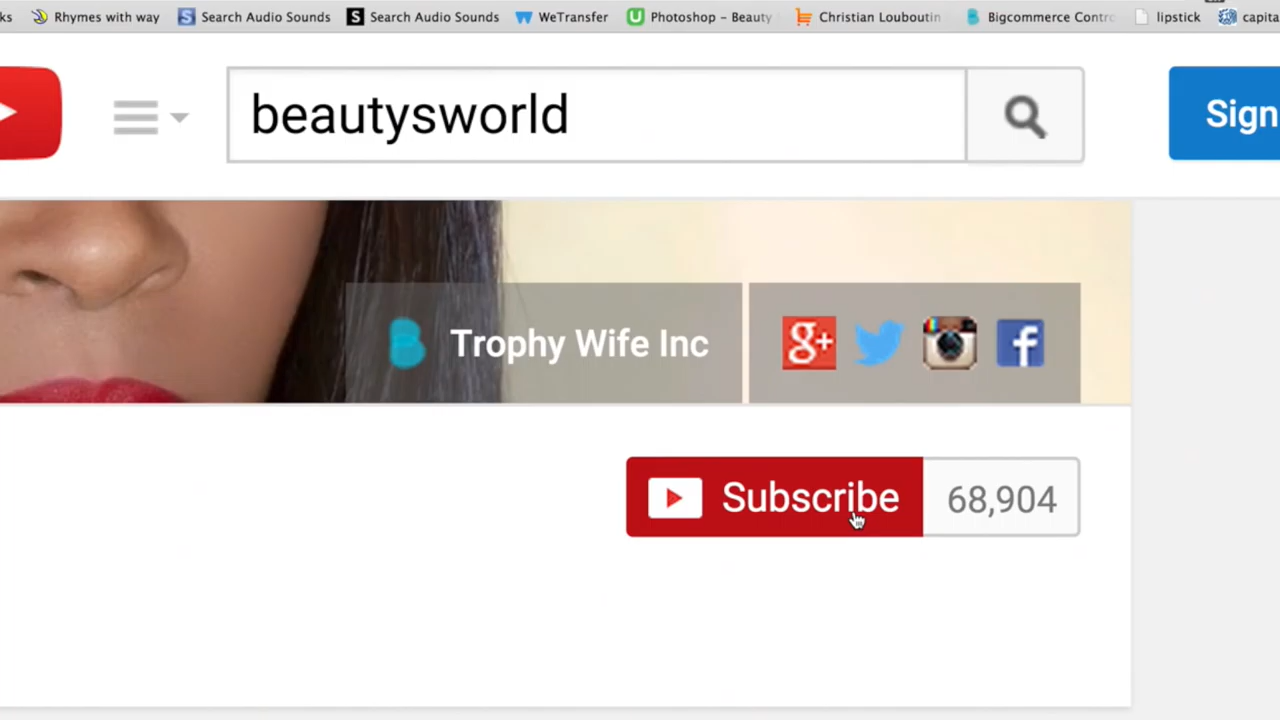 ks Rhymes with way Search Audio Sounds Search Audio Sounds WeTransfer Photoshop – Beauty Christian Louboutin Bigcommerce Contro lipstick capita
beautysworld
Sign
Trophy Wife Inc
Subscribe 68,904